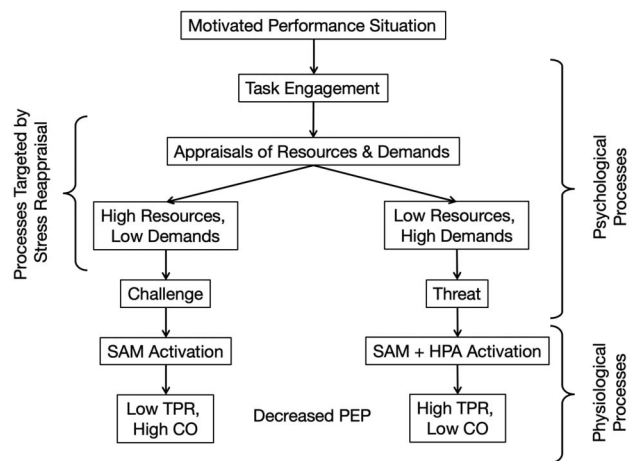 Motivated Performance Situation
Task Engagement
Appraisals of Resources & Demands
High Resources,
Low Demands
Low Resources,
High Demands
Challenge
Threat
SAM Activation
SAM + HPA Activation
Low TPR,
High CO
Decreased PEP
High TPR,
Low CO
Processes Targeted by
Stress Reappraisal
Psychological
Processes
Physiological
Processes